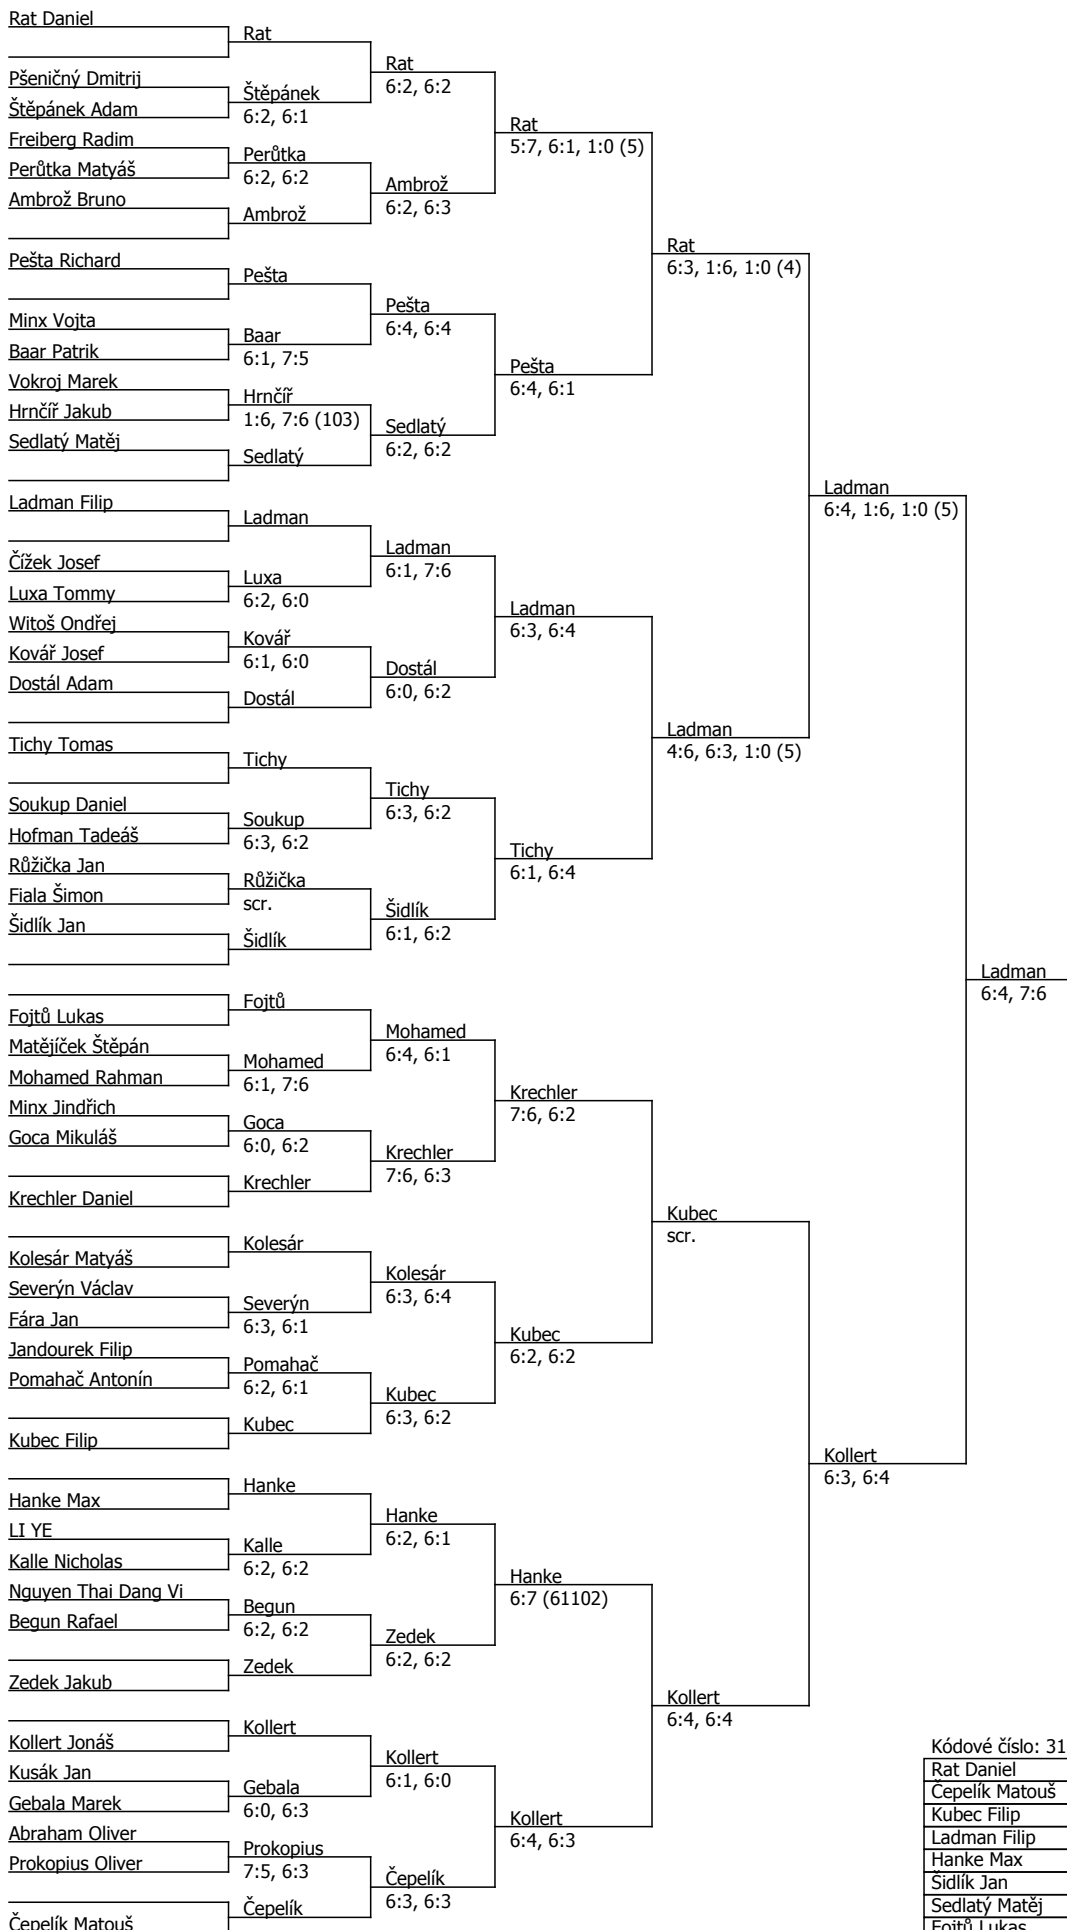 Rat Daniel
Pšeničný Dmitrij
Štěpánek Adam
Freiberg Radim
Perůtka Matyáš
Ambrož Bruno
Pešta Richard
Minx Vojta
Baar Patrik
Vokroj Marek
Hrnčíř Jakub
Sedlatý Matěj
Ladman Filip
Čížek Josef
Luxa Tommy
Witoš Ondřej
Kovář Josef
Dostál Adam
Tichy Tomas
Soukup Daniel
Hofman Tadeáš
Růžička Jan
Fiala Šimon
Šidlík Jan
Fojtů Lukas
Matějíček Štěpán
Mohamed Rahman
Minx Jindřich
Goca Mikuláš
Krechler Daniel
Kolesár Matyáš
Severýn Václav
Fára Jan
Jandourek Filip
Pomahač Antonín
Kubec Filip
Hanke Max
LI YE
Kalle Nicholas
Nguyen Thai Dang Vi
Begun Rafael
Zedek Jakub
Kollert Jonáš
Kusák Jan
Gebala Marek
Abraham Oliver
Prokopius Oliver
Čepelík Matouš
Rat
Štěpánek
6:2, 6:1
Perůtka
6:2, 6:2
Ambrož
Pešta
Baar
6:1, 7:5
Hrnčíř
1:6, 7:6 (103)
Sedlatý
Ladman
Luxa
6:2, 6:0
Kovář
6:1, 6:0
Dostál
Tichy
Soukup
6:3, 6:2
Růžička
scr.
Šidlík
Fojtů
Mohamed
6:1, 7:6
Goca
6:0, 6:2
Krechler
Kolesár
Severýn
6:3, 6:1
Pomahač
6:2, 6:1
Kubec
Hanke
Kalle
6:2, 6:2
Begun
6:2, 6:2
Zedek
Kollert
Gebala
6:0, 6:3
Prokopius
7:5, 6:3
Čepelík
Rat
6:2, 6:2
Ambrož
6:2, 6:3
Pešta
6:4, 6:4
Sedlatý
6:2, 6:2
Ladman
6:1, 7:6
Dostál
6:0, 6:2
Tichy
6:3, 6:2
Šidlík
6:1, 6:2
Mohamed
6:4, 6:1
Krechler
7:6, 6:3
Kolesár
6:3, 6:4
Kubec
6:3, 6:2
Hanke
6:2, 6:1
Zedek
6:2, 6:2
Kollert
6:1, 6:0
Čepelík
6:3, 6:3
Rat
5:7, 6:1, 1:0 (5)
Pešta
6:4, 6:1
Ladman
6:3, 6:4
Tichy
6:1, 6:4
Krechler
7:6, 6:2
Kubec
6:2, 6:2
Hanke
6:7 (61102)
Kollert
6:4, 6:3
Rat
6:3, 1:6, 1:0 (4)
Ladman
4:6, 6:3, 1:0 (5)
Kubec
scr.
Kollert
6:4, 6:4
Ladman
6:4, 1:6, 1:0 (5)
Kollert
6:3, 6:4
Ladman
6:4, 7:6
Kódové číslo: 31
Rat Daniel
Čepelík Matouš
Kubec Filip
Ladman Filip
Hanke Max
Šidlík Jan
Sedlatý Matěj
Fojtů Lukas